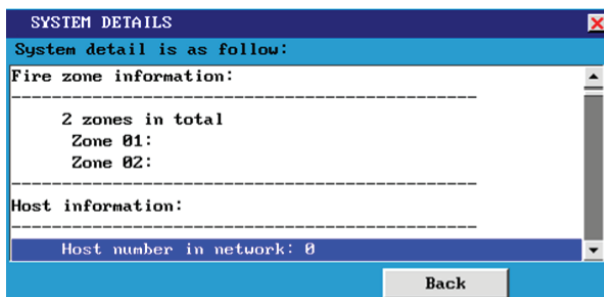 SYSTEM DETAILS
System detail is as follow:
Fire zone information:
--------------------------------------------------
2 zones in total
Zone 01:
Zone 02:
--------------------------------------------------
Host information:
--------------------------------------------------
Host number in network: 0
Back